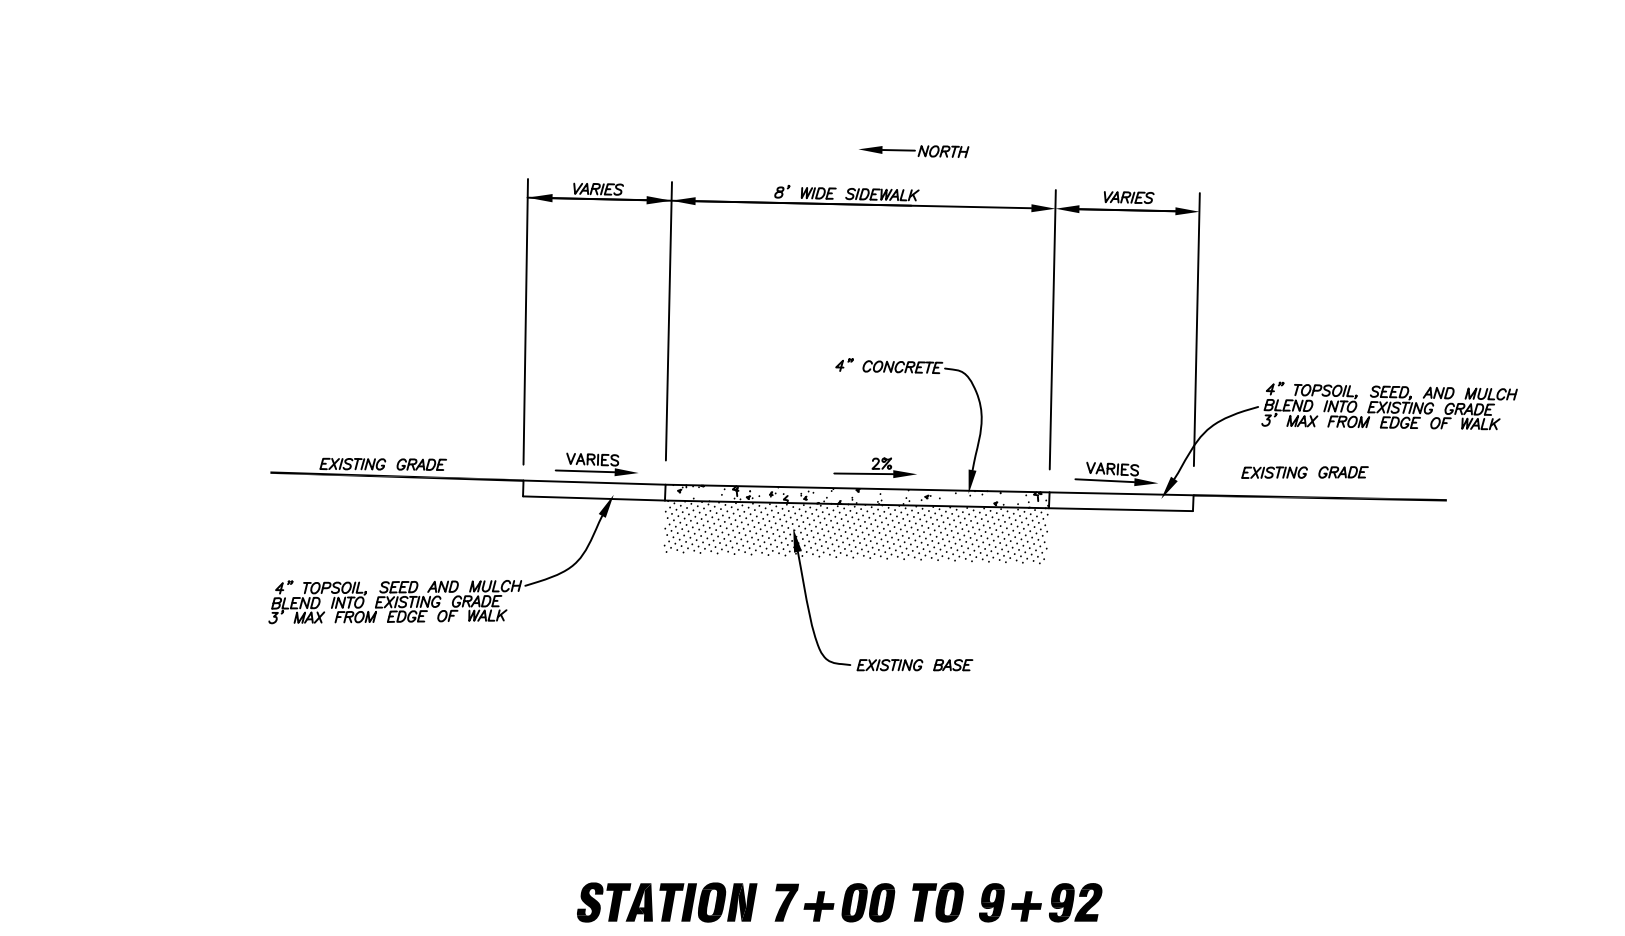 NORTH
VARIES
8' WIDE SIDEWALK
VARIES
4" CONCRETE
4" TOPSOIL, SEED, AND MULCH
BLEND INTO EXISTING GRADE
3' MAX FROM EDGE OF WALK
EXISTING GRADE
VARIES
2%
VARIES
EXISTING GRADE
4" TOPSOIL, SEED AND MULCH
BLEND INTO EXISTING GRADE
3' MAX FROM EDGE OF WALK
EXISTING BASE
STATION 7+00 TO 9+92